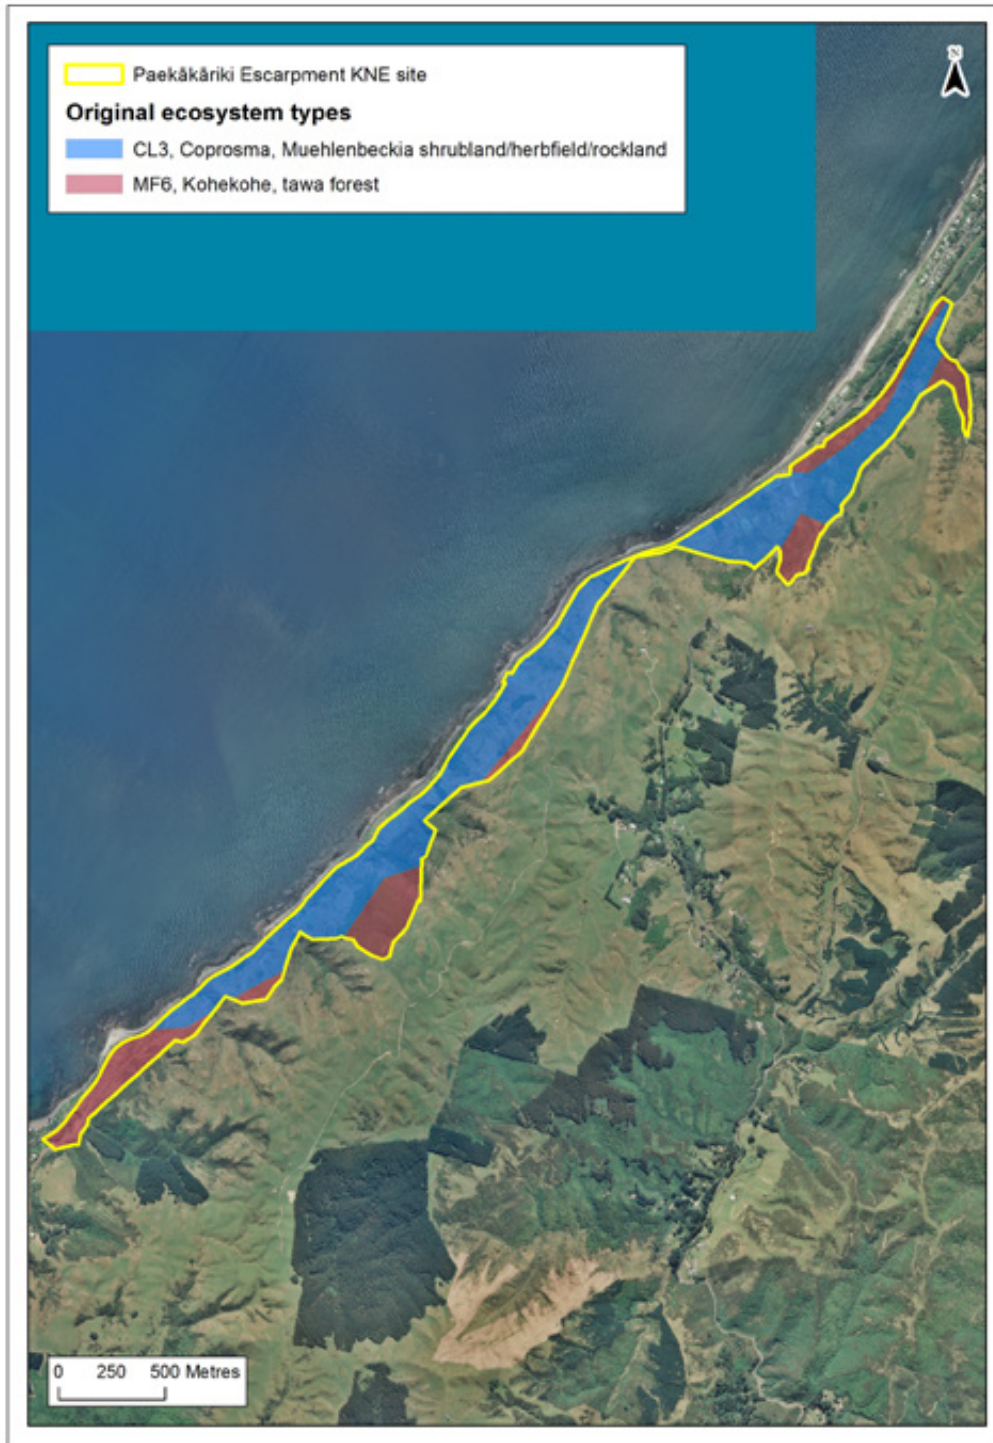 N
Paekākāriki Escarpment KNE site
Original ecosystem types
CL3, Coprosma, Muehlenbeckia shrubland/herbfield/rockland
MF6, Kohekohe, tawa forest
0 250 500 Metres